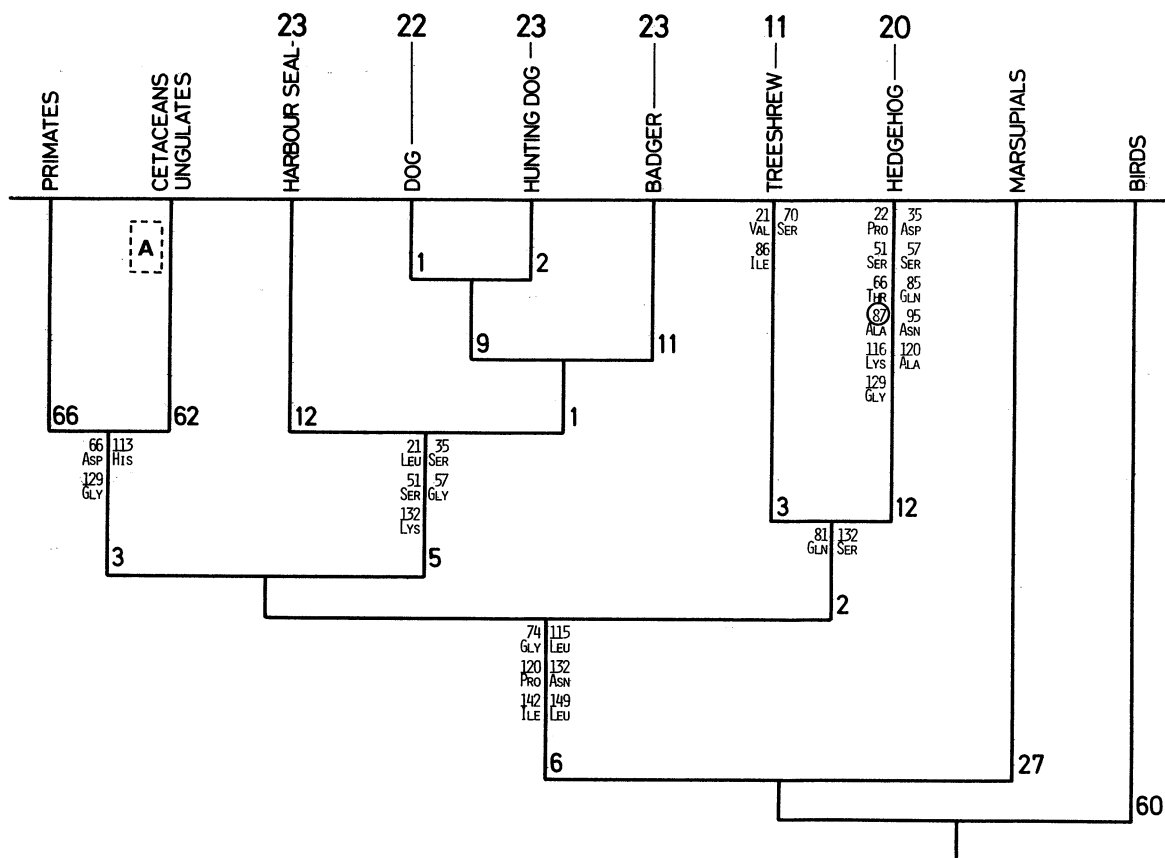 23 22 23 23 11 20
PRIMATES
CETACEANS
UNGULATES
HARBOUR SEAL
DOG
HUNTING DOG
BADGER
TREESHREW
HEDGEHOG
MARSUPIALS
BIRDS
A
21 70
VAL SER
86
ILE
22 35
PRO ASP
51 57
SER SER
66 85
THR GLN
87 95
ALA ASN
116 120
LYS ALA
129
GLY
1 2
9 11
66 62 12 1
66 113
ASP HIS
129
GLY
21 35
LEU SER
51 57
SER GLY
132
LYS
3 12
81 132
GLN SER
3 5
2
74 115
GLY LEU
120 132
PRO ASN
142 149
ILE LEU
6 27
60